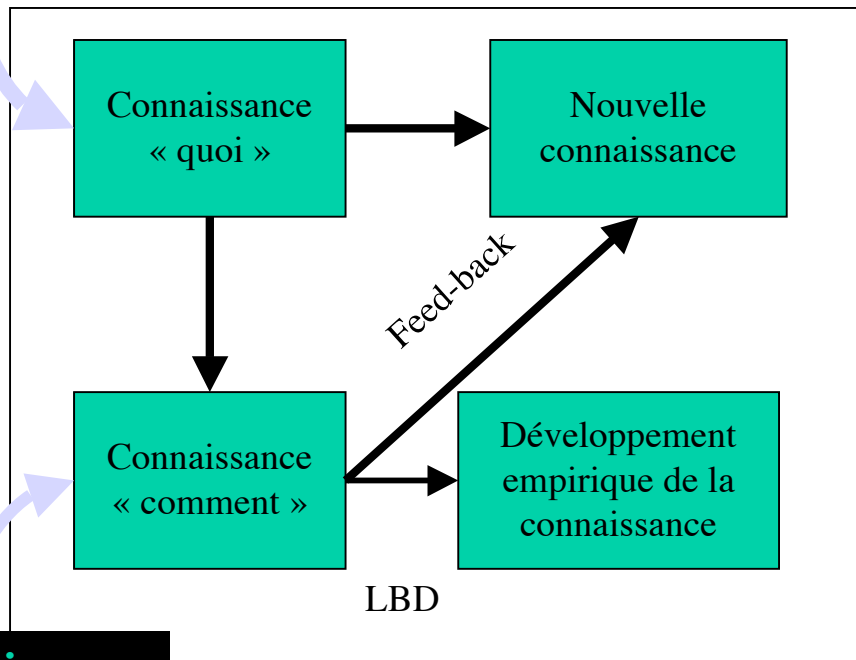 Connaissance
« quoi »
Nouvelle
connaissance
Feed-back
Connaissance
« comment »
Développement
empirique de la
connaissance
LBD